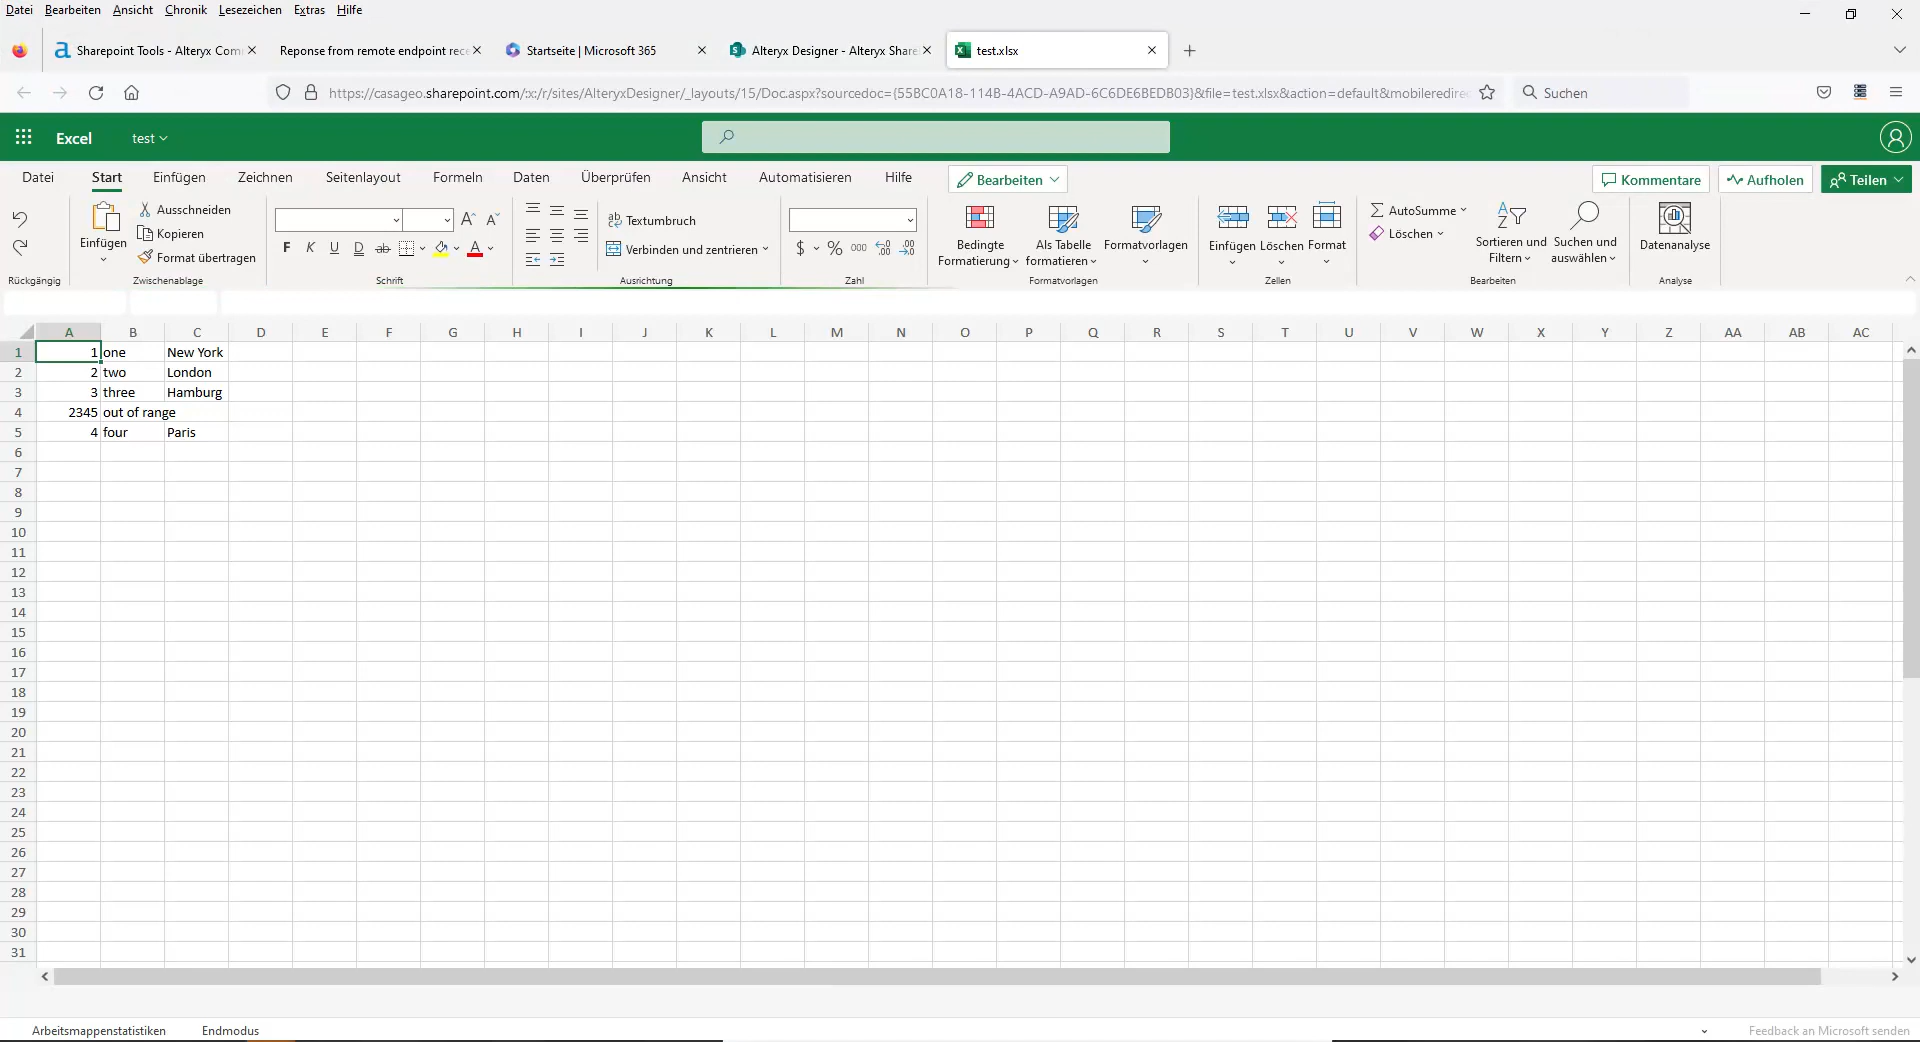 Datei Bearbeiten Ansicht Chronik Lesezeichen Extras Hilfe
Sharepoint Tools - Alteryx Com Reponse from remote endpoint rece Startseite | Microsoft 365 Alteryx Designer - Alteryx Share test.xlsx
https://casageo.sharepoint.com/:x:/r/sites/AlteryxDesigner/_layouts/15/Doc.aspx?sourcedoc={55BC0A18-114B-4ACD-A9AD-6C6DE6BEDB03}&file=test.xlsx&action=default&mobileredire Suchen
Excel test
Datei Start Einfügen Zeichnen Seitenlayout Formeln Daten Überprüfen Ansicht Automatisieren Hilfe Bearbeiten Kommentare Aufholen Teilen
Ausschneiden
Kopieren
Format übertragen
Einfügen
Rückgängig Zwischenablage
A A
F K U D ab A
Schrift
ab Textumbruch
Verbinden und zentrieren
Ausrichtung
$ % 000 ,00 ,00
Zahl
Bedingte Formatierung
Als Tabelle formatieren
Formatvorlagen
Formatvorlagen
Einfügen Löschen Format
Zellen
AutoSumme
Löschen
Sortieren und Filtern
Suchen und auswählen
Bearbeiten
Datenanalyse
Analyse
A B C D E F G H I J K L M N O P Q R S T U V W X Y Z AA AB AC
1 1 one New York
2 2 two London
3 3 three Hamburg
4 2345 out of range
5 4 four Paris
6
7
8
9
10
11
12
13
14
15
16
17
18
19
20
21
22
23
24
25
26
27
28
29
30
31
Arbeitsmappenstatistiken Endmodus Feedback an Microsoft senden